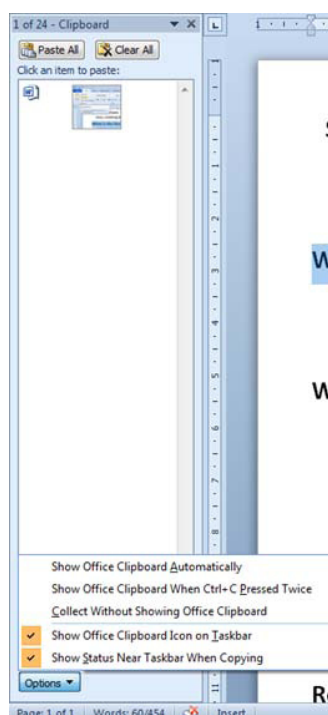 1 of 24 - Clipboard
Paste All
Clear All
Click an item to paste:
Show Office Clipboard Automatically
Show Office Clipboard When Ctrl+C Pressed Twice
Collect Without Showing Office Clipboard
Show Office Clipboard Icon on Taskbar
Show Status Near Taskbar When Copying
Options
Page: 1 of 1
Words: 60/454
Insert